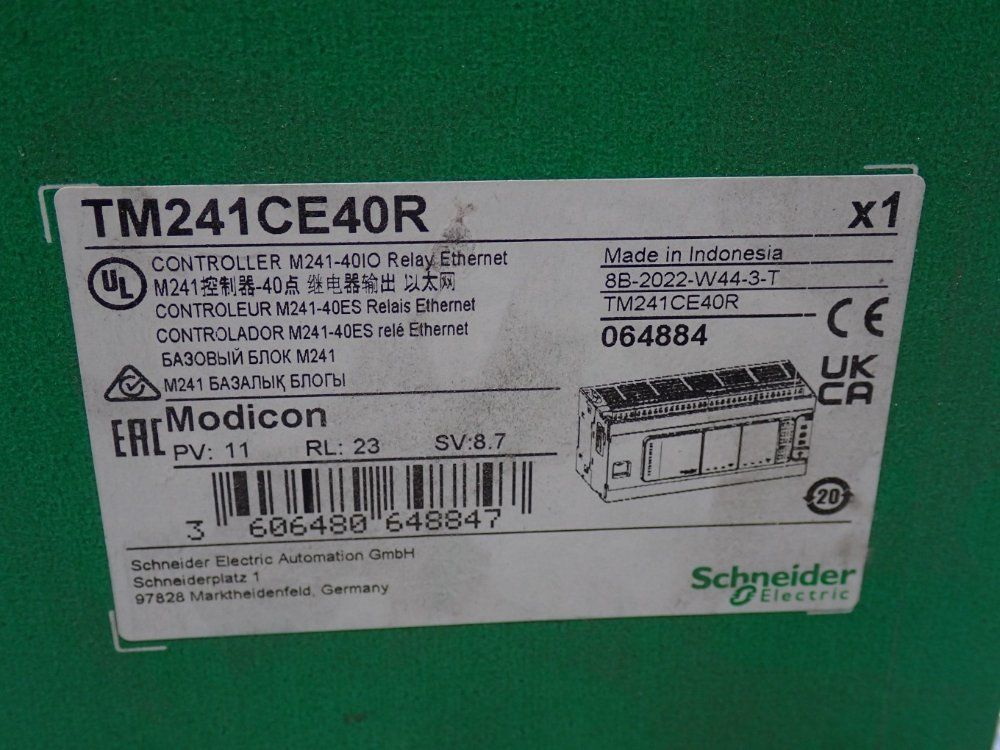 TM241CE40R x1
CONTROLLER M241-40IO Relay Ethernet
M241控制器-40点 继电器输出 以太网
CONTROLEUR M241-40ES Relais Ethernet
CONTROLADOR M241-40ES relé Ethernet
БАЗОВЫЙ БЛОК M241
M241 БАЗАЛЫҚ БЛОГЫ
UL
Made in Indonesia
8B-2022-W44-3-T
TM241CE40R
064884
CE
UK
CA
EAC
Modicon
PV: 11 RL: 23 SV:8.7
3 606480 648847
20
Schneider Electric Automation GmbH
Schneiderplatz 1
97828 Marktheidenfeld, Germany
Schneider
Electric